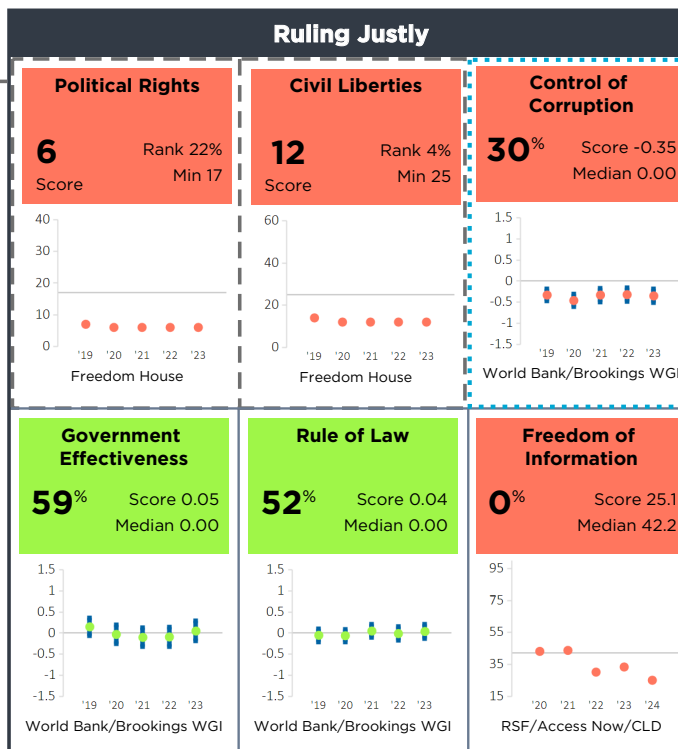 Ruling Justly
Political Rights
6
Score
Rank 22%
Min 17
40
30
20
10
0
'19 '20 '21 '22 '23
Freedom House
Civil Liberties
12
Score
Rank 4%
Min 25
60
40
20
0
'19 '20 '21 '22 '23
Freedom House
Control of
Corruption
30%
Score -0.35
Median 0.00
1.5
1
0.5
0
-0.5
-1
-1.5
'19 '20 '21 '22 '23
World Bank/Brookings WGI
Government
Effectiveness
59%
Score 0.05
Median 0.00
1.5
1
0.5
0
-0.5
-1
-1.5
'19 '20 '21 '22 '23
World Bank/Brookings WGI
Rule of Law
52%
Score 0.04
Median 0.00
1.5
1
0.5
0
-0.5
-1
-1.5
'19 '20 '21 '22 '23
World Bank/Brookings WGI
Freedom of
Information
0%
Score 25.1
Median 42.2
95
75
55
35
15
'20 '21 '22 '23 '24
RSF/Access Now/CLD